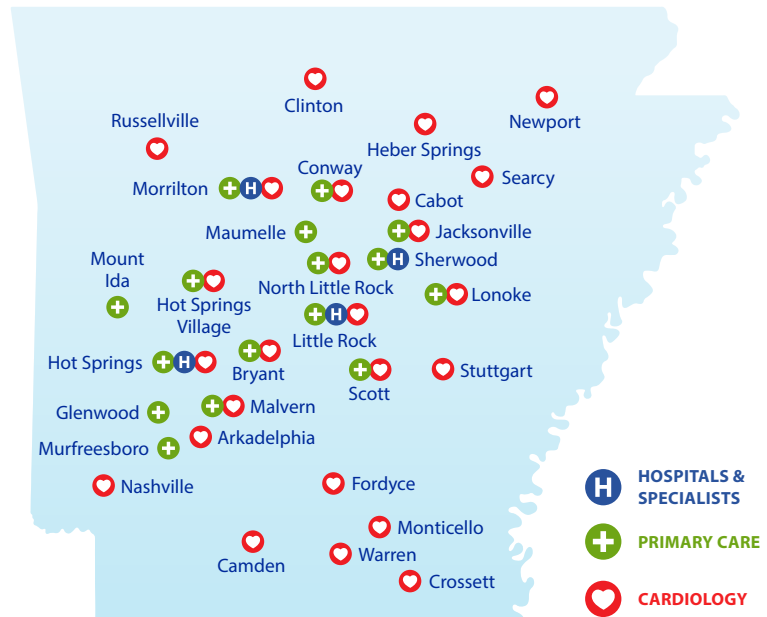 Clinton
Newport
Russellville
Heber Springs
Conway
Searcy
Morrilton
H
Cabot
Maumelle
Jacksonville
Mount
Ida
H
Sherwood
North Little Rock
Hot Springs
Village
Lonoke
H
Little Rock
Hot Springs
H
Bryant
Stuttgart
Scott
Glenwood
Malvern
Murfreesboro
Arkadelphia
Nashville
Fordyce
H
HOSPITALS &
SPECIALISTS
Monticello
Warren
PRIMARY CARE
Camden
Crossett
CARDIOLOGY